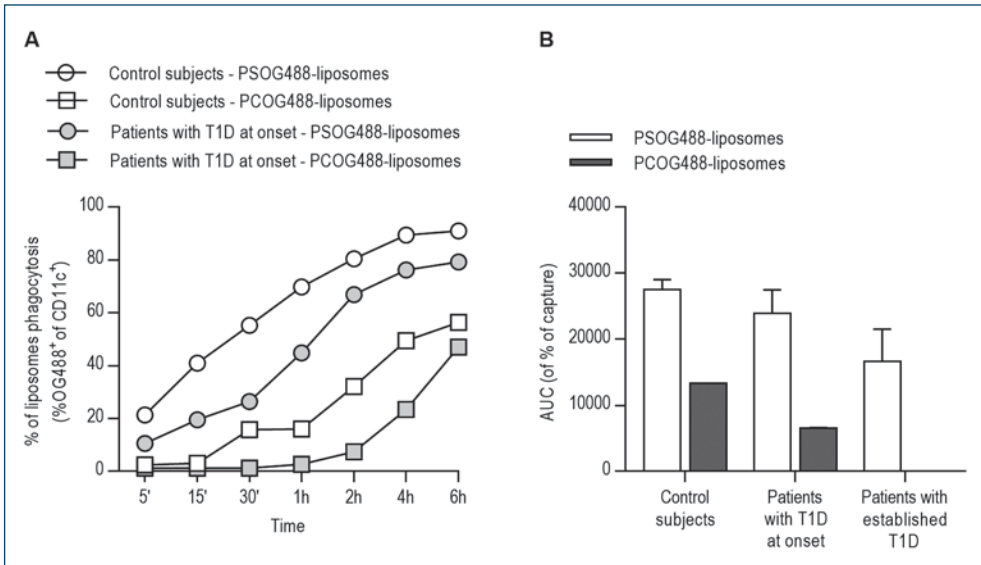 A
Control subjects - PSOG488-liposomes
Control subjects - PCOG488-liposomes
Patients with T1D at onset - PSOG488-liposomes
Patients with T1D at onset - PCOG488-liposomes
% of liposomes phagocytosis
(%OG488⁺ of CD11c⁺)
100
80
60
40
20
0
5' 15' 30' 1h 2h 4h 6h
Time
B
PSOG488-liposomes
PCOG488-liposomes
AUC (of % of capture)
40000
30000
20000
10000
0
Control
subjects
Patients
with T1D
at onset
Patients with
established
T1D